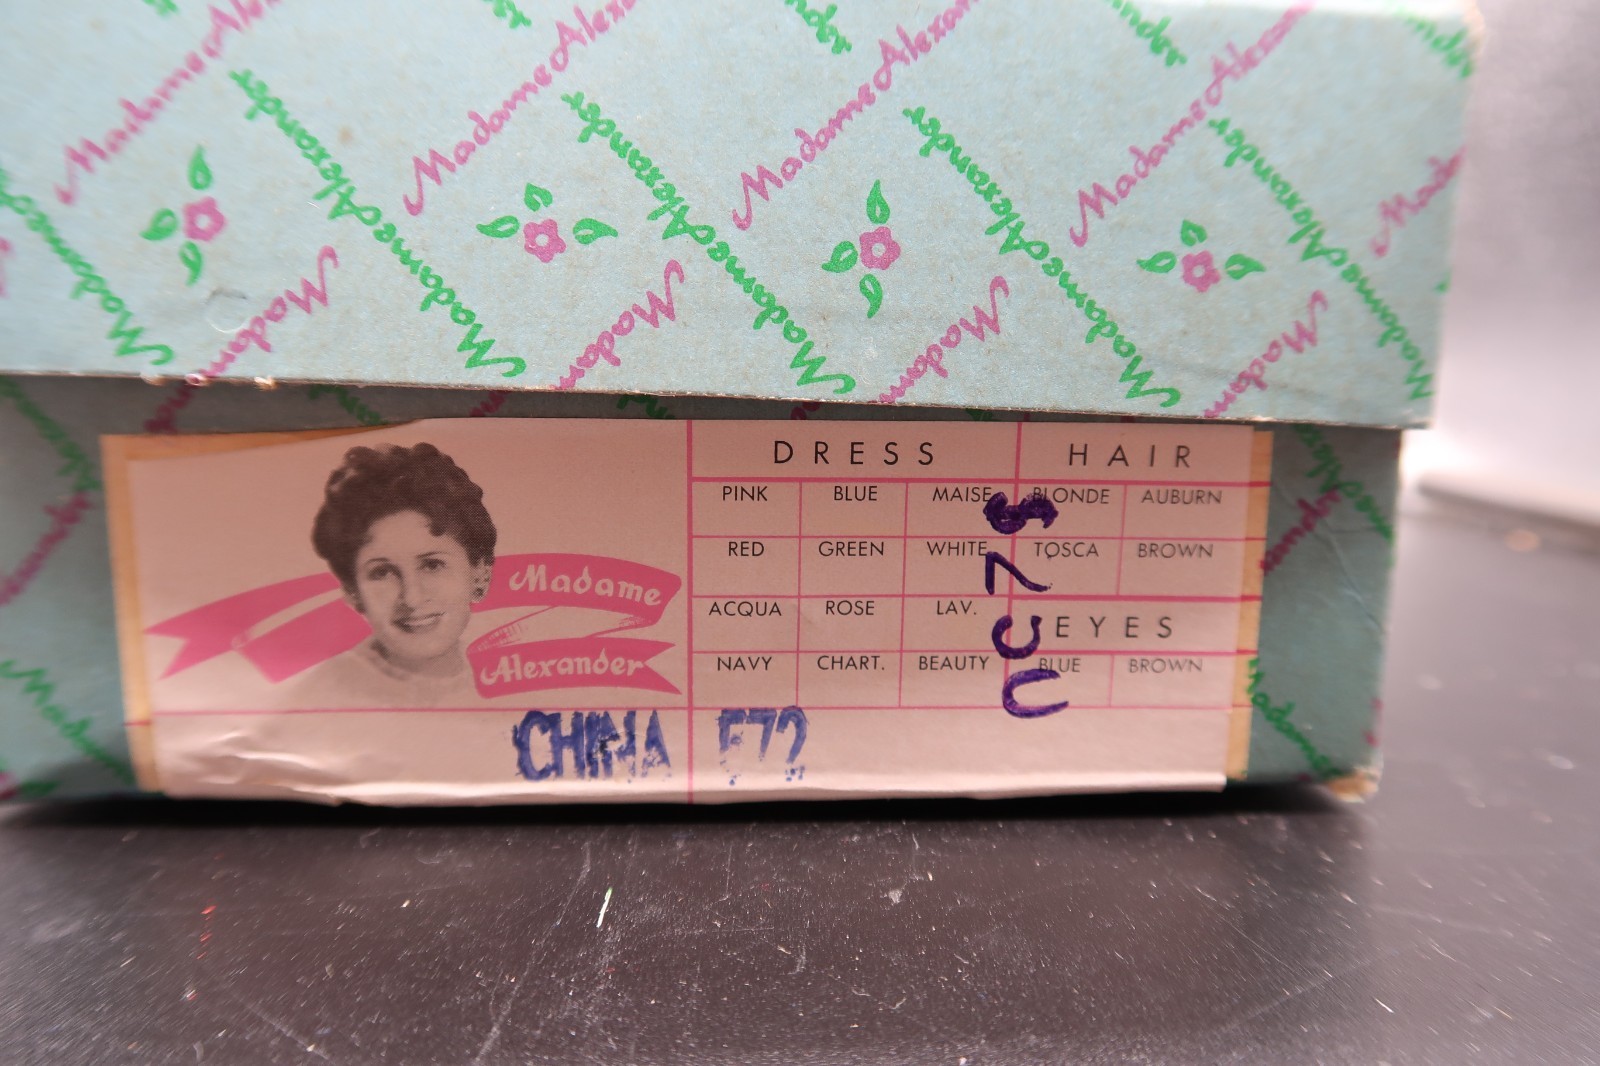 Madame Alexander
Madame Alexander
Madame Alexander
Madame Alexander
DRESS HAIR
PINK BLUE MAISE BLONDE AUBURN
RED GREEN WHITE TOSCA BROWN
ACQUA ROSE LAV.
EYES
NAVY CHART. BEAUTY BLUE BROWN
Madame
Alexander
CHINA 572